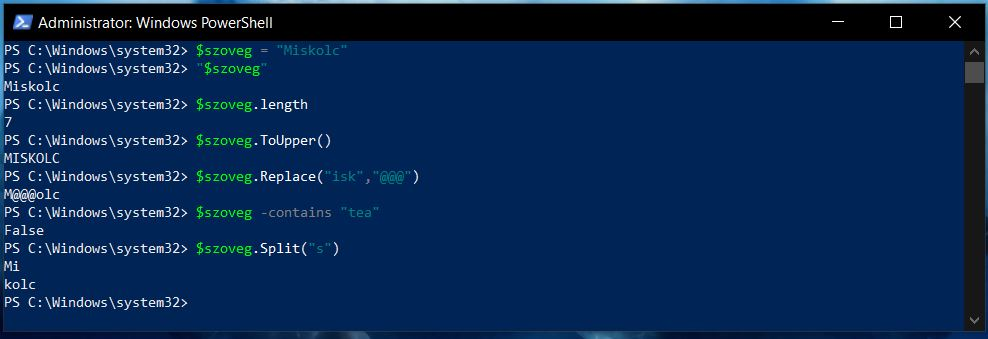 Administrator: Windows PowerShell
PS C:\Windows\system32> $szoveg = "Miskolc"
PS C:\Windows\system32> "$szoveg"
Miskolc
PS C:\Windows\system32> $szoveg.length
7
PS C:\Windows\system32> $szoveg.ToUpper()
MISKOLC
PS C:\Windows\system32> $szoveg.Replace("isk","@@@")
M@@@olc
PS C:\Windows\system32> $szoveg -contains "tea"
False
PS C:\Windows\system32> $szoveg.Split("s")
Mi
kolc
PS C:\Windows\system32>